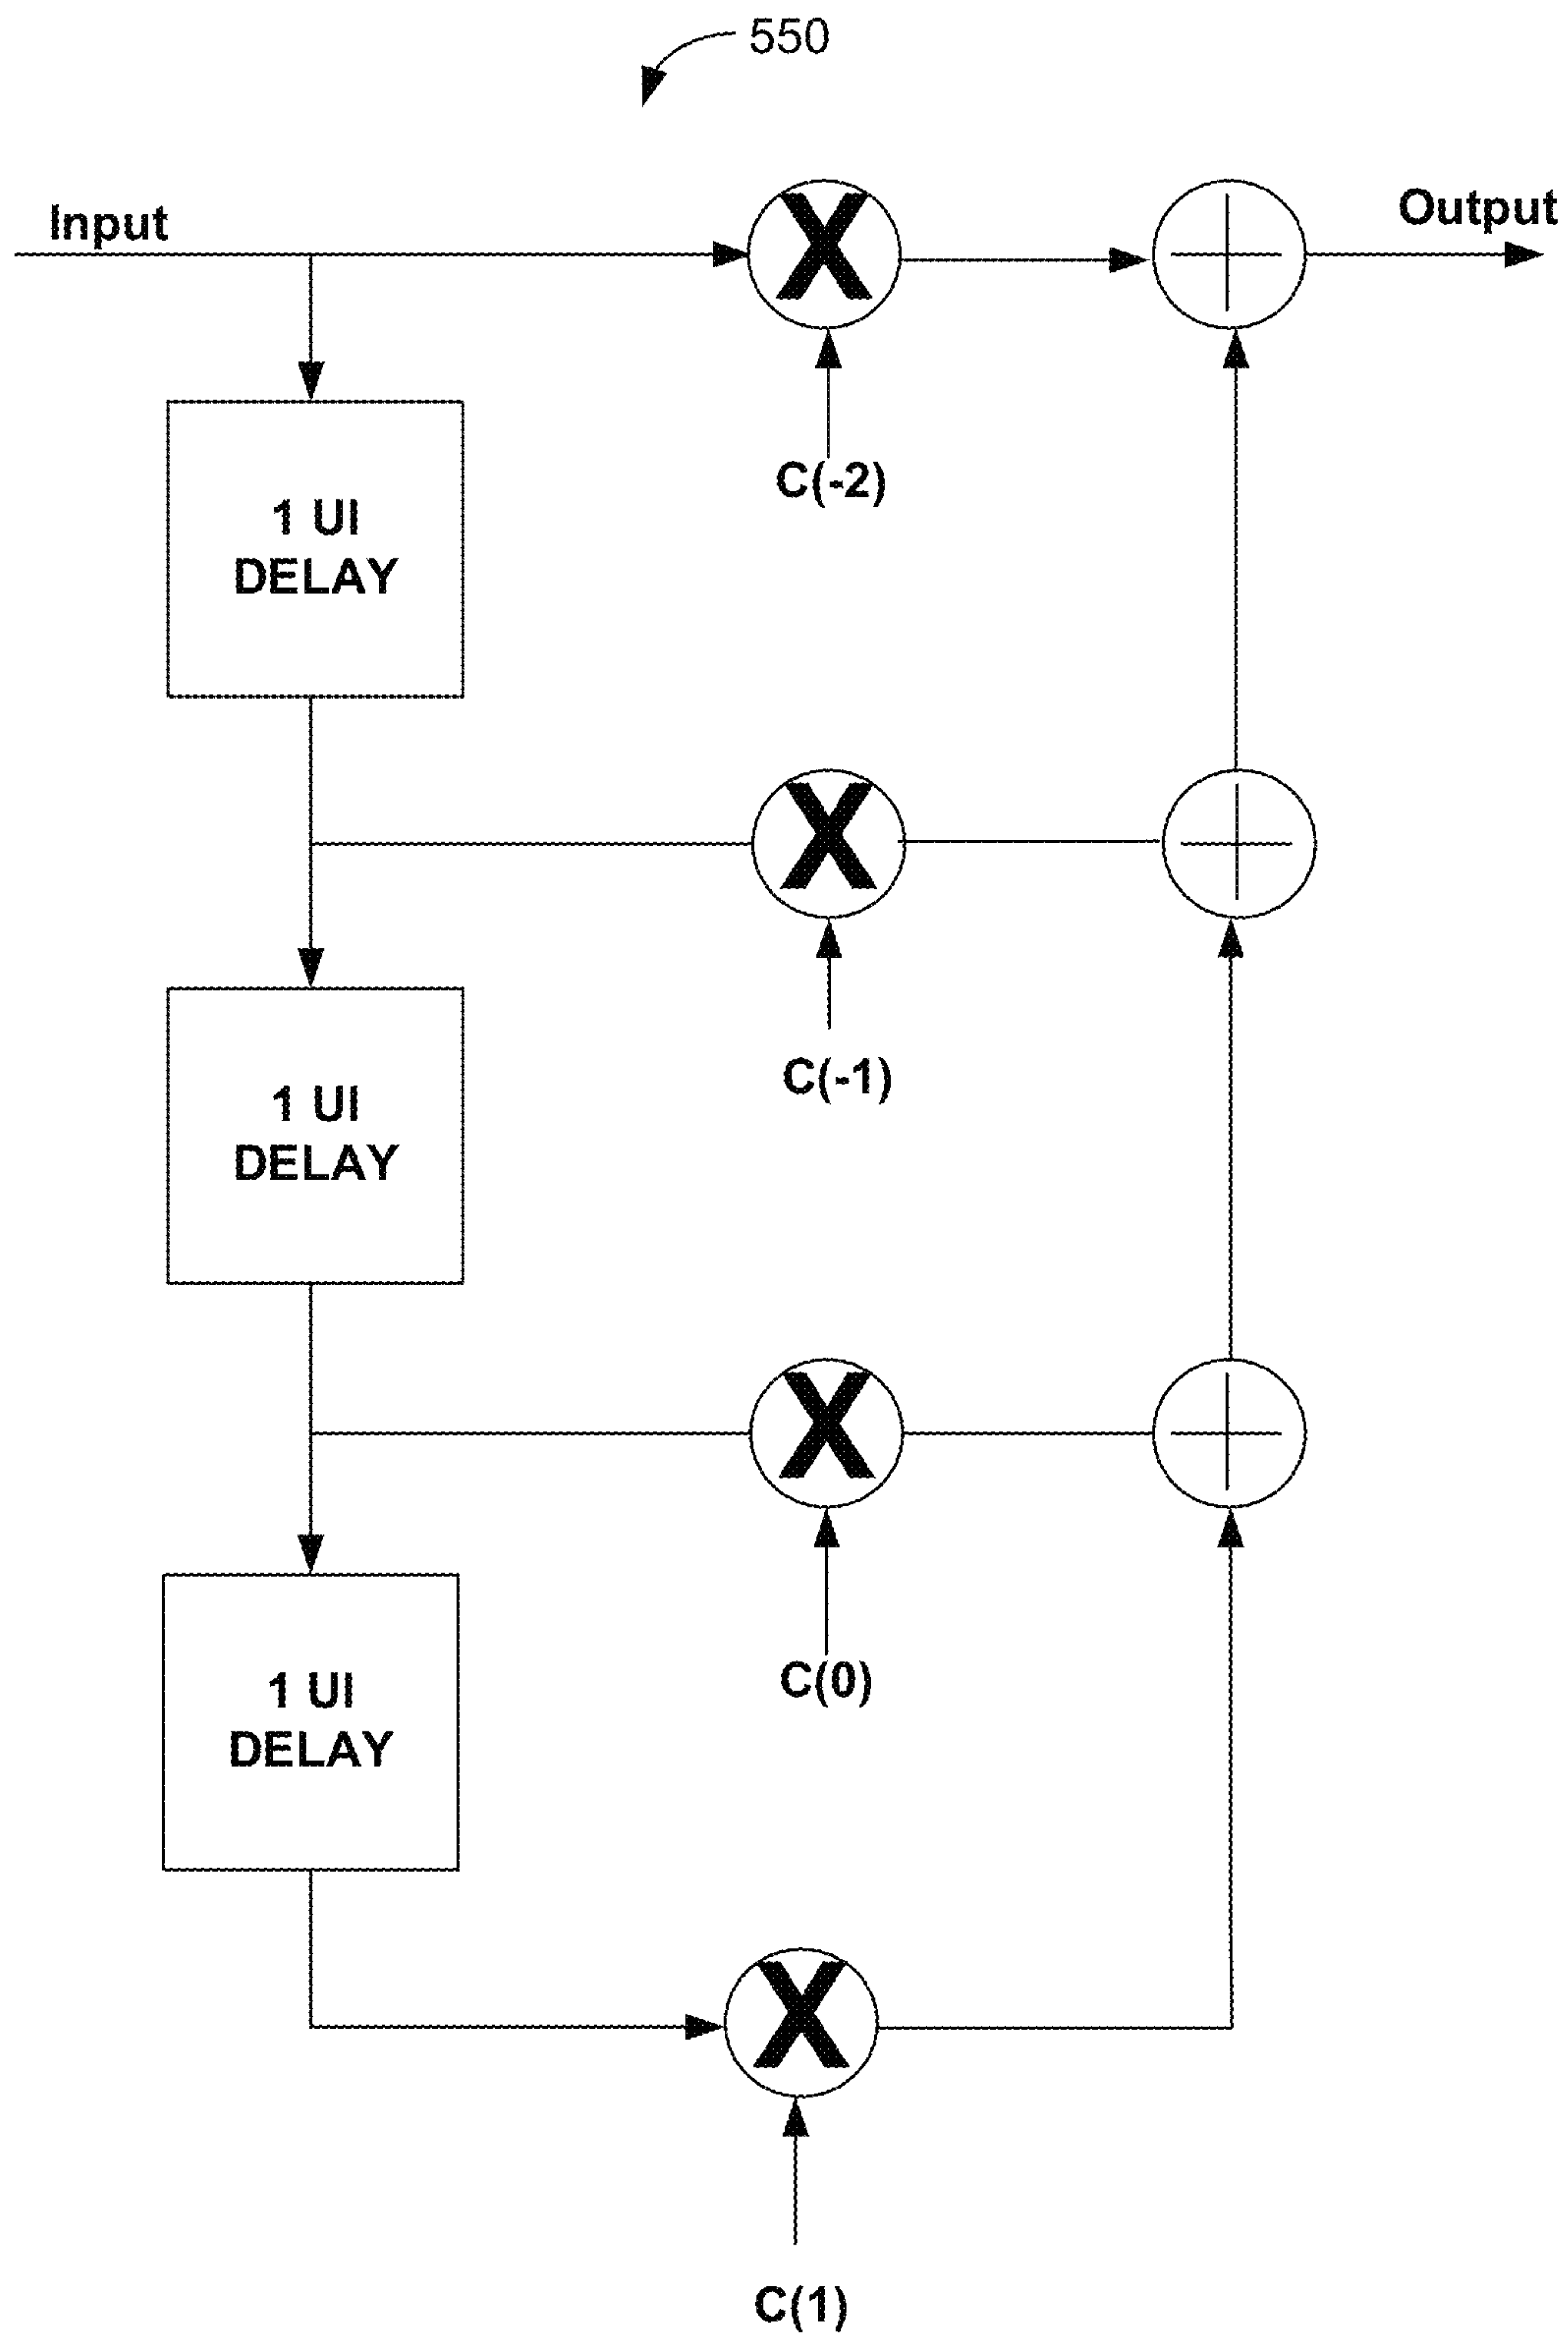 550
Input
Output
C(-2)
1 UI
DELAY
C(-1)
1 UI
DELAY
C(0)
1 UI
DELAY
C(1)